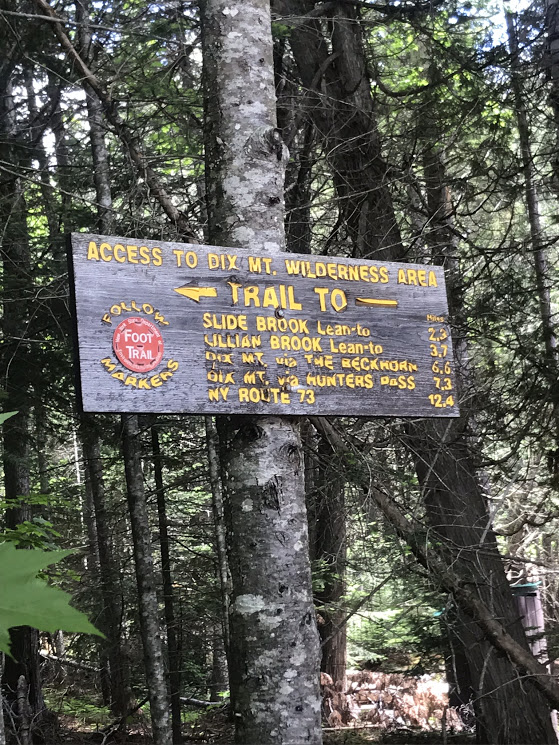 ACCESS TO DIX MT. WILDERNESS AREA
TRAIL TO
Miles
SLIDE BROOK Lean-to 2,3
LILLIAN BROOK Lean-to 3,7
DIX MT. via THE BECKHORN 6,6
DIX MT. via HUNTERS PASS 7,3
NY ROUTE 73 12,4
FOLLOW
FOOT
TRAIL
MARKERS